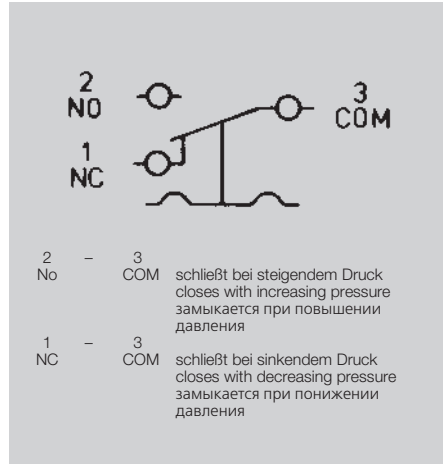 2
NO
3
COM
1
NC
2 – 3
No COM schließt bei steigendem Druck
closes with increasing pressure
замыкается при повышении
давления
1 – 3
NC COM schließt bei sinkendem Druck
closes with decreasing pressure
замыкается при понижении
давления